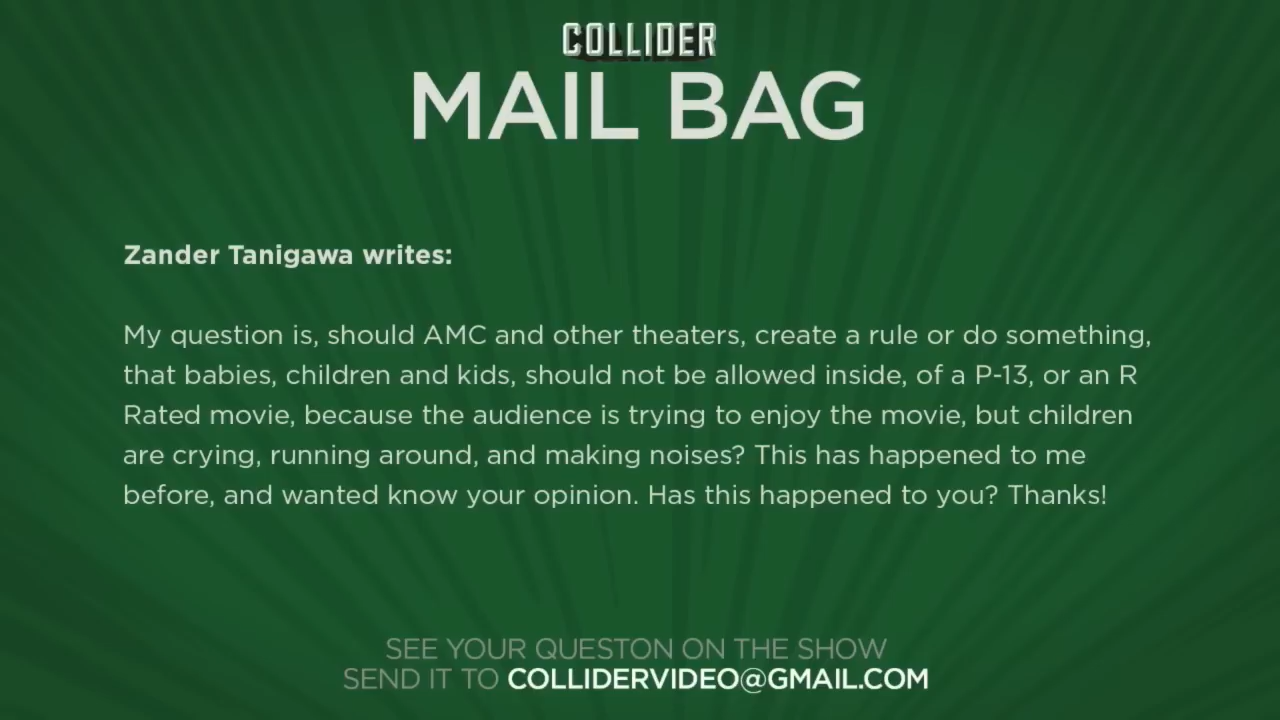 COLLIDER
MAIL BAG
Zander Tanigawa writes:
My question is, should AMC and other theaters, create a rule or do something,
that babies, children and kids, should not be allowed inside, of a P-13, or an R
Rated movie, because the audience is trying to enjoy the movie, but children
are crying, running around, and making noises? This has happened to me
before, and wanted know your opinion. Has this happened to you? Thanks!
SEE YOUR QUESTON ON THE SHOW
SEND IT TO COLLIDERVIDEO@GMAIL.COM